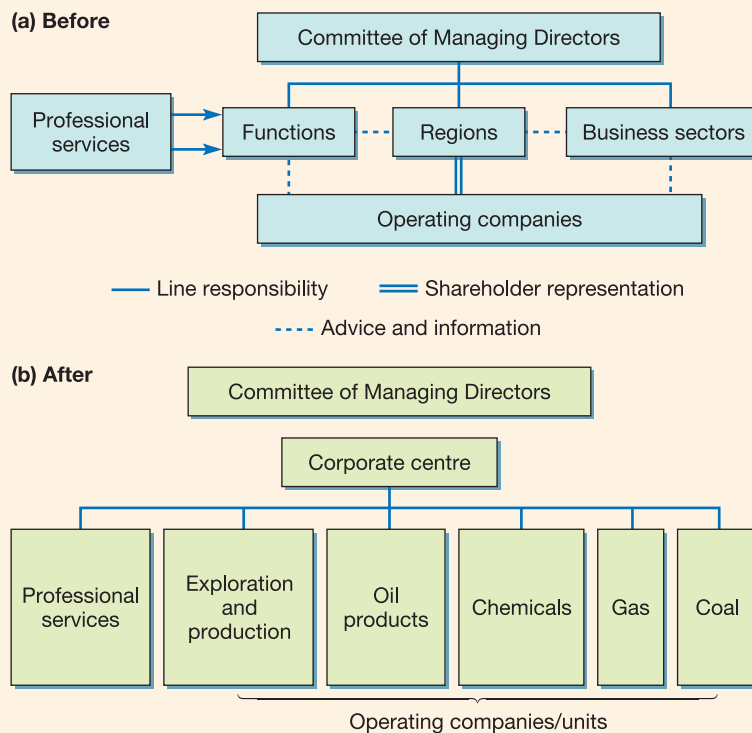 (a) Before
Committee of Managing Directors
Professional
services
Functions
Regions
Business sectors
Operating companies
Line responsibility
Shareholder representation
Advice and information
(b) After
Committee of Managing Directors
Corporate centre
Professional
services
Exploration
and
production
Oil
products
Chemicals
Gas
Coal
Operating companies/units